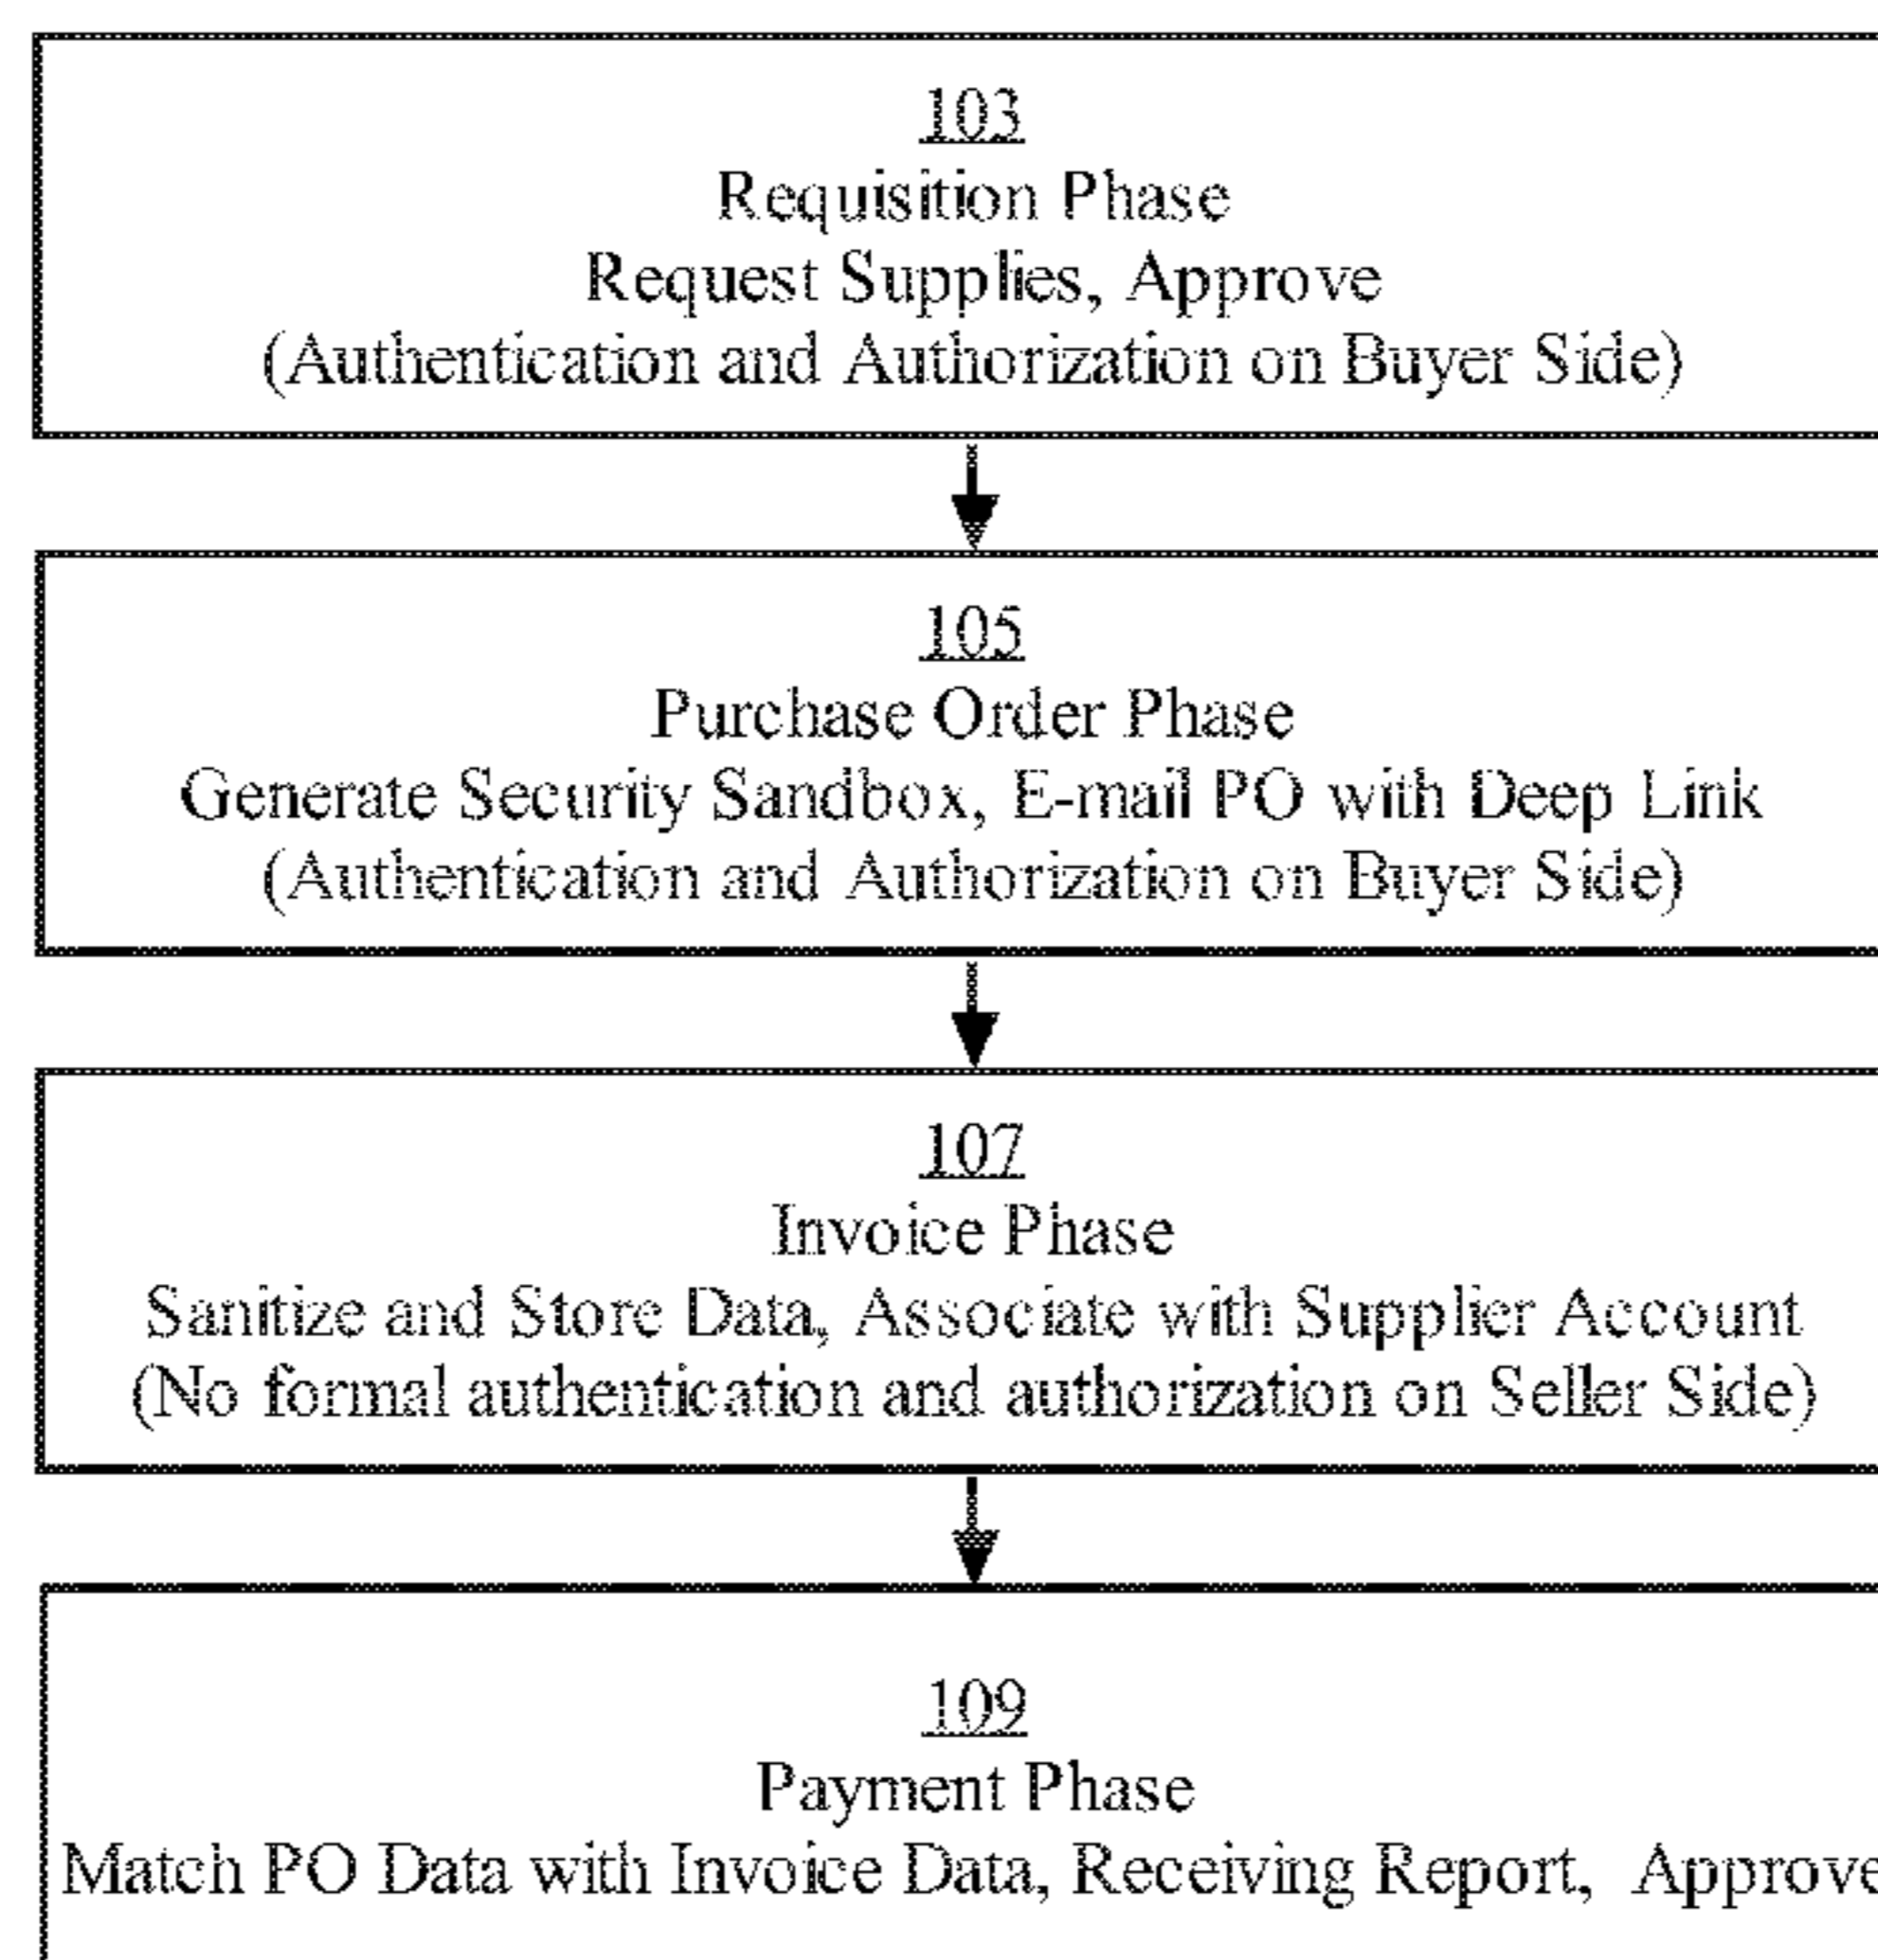 103
Requisition Phase
Request Supplies, Approve
(Authentication and Authorization on Buyer Side)
105
Purchase Order Phase
Generate Security Sandbox, E-mail PO with Deep Link
(Authentication and Authorization on Buyer Side)
107
Invoice Phase
Sanitize and Store Data, Associate with Supplier Account
(No formal authentication and authorization on Seller Side)
109
Payment Phase
Match PO Data with Invoice Data, Receiving Report, Approve